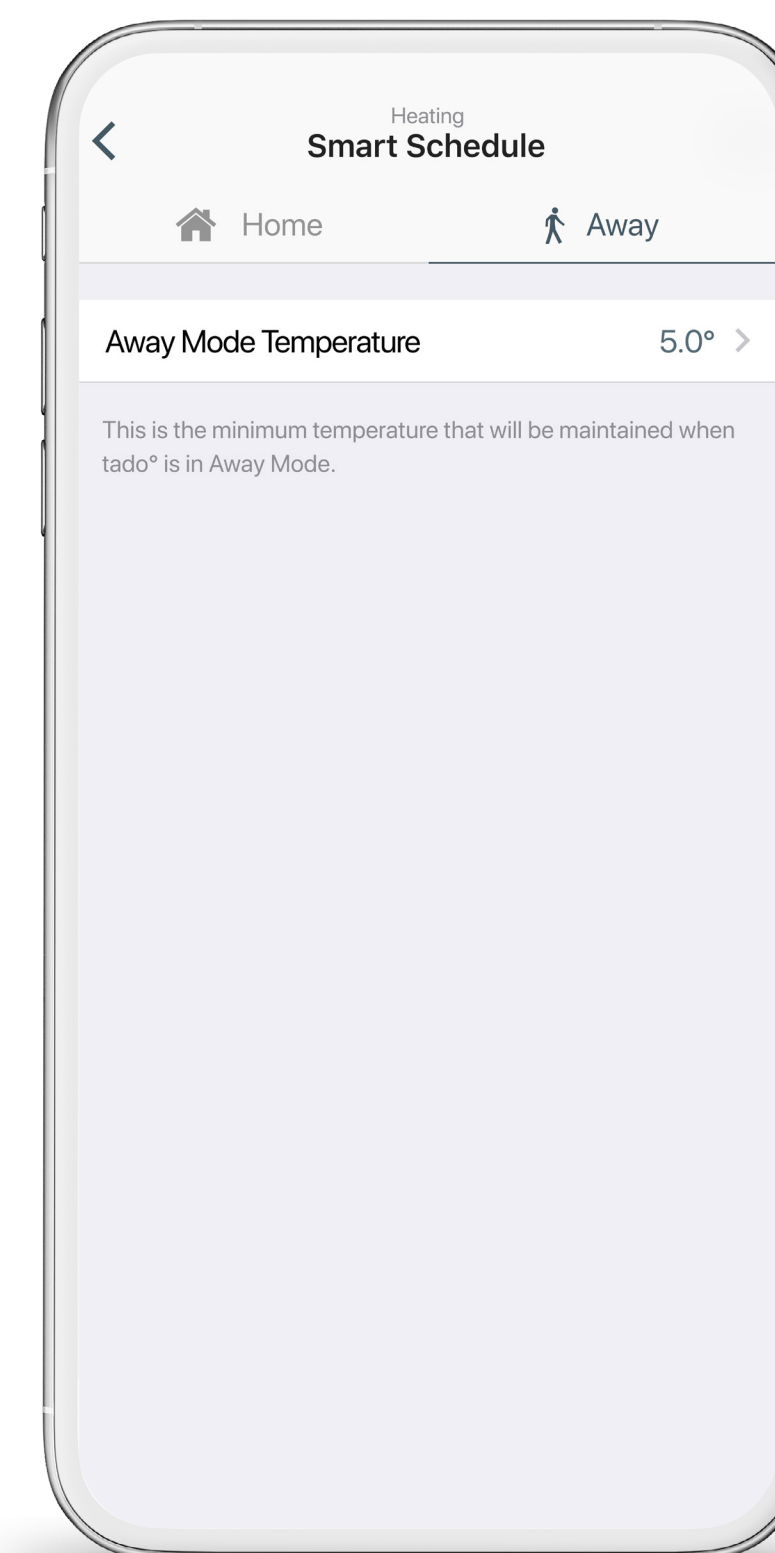 Heating
Smart Schedule
Home
Away
Away Mode Temperature 5.0°
This is the minimum temperature that will be maintained when
tado° is in Away Mode.